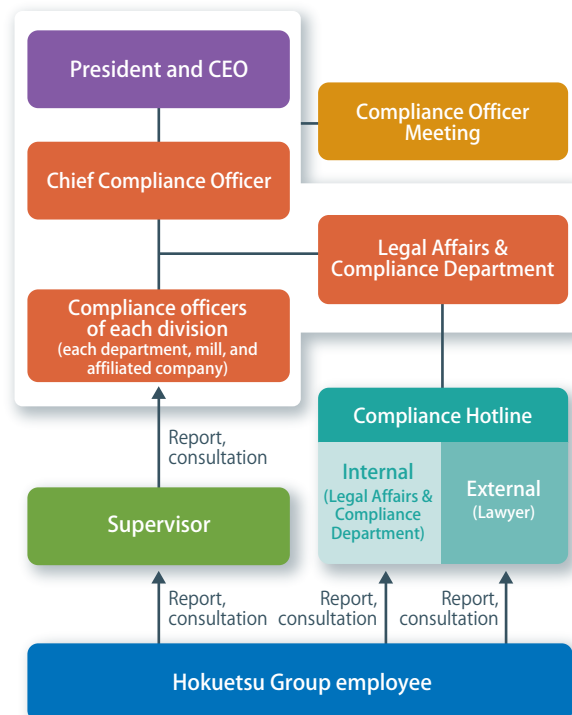 President and CEO
Compliance Officer
Meeting
Chief Compliance Officer
Legal Affairs &
Compliance Department
Compliance officers
of each division
(each department, mill, and
affiliated company)
Report,
consultation
Compliance Hotline
Internal
(Legal Affairs &
Compliance
Department)
External
(Lawyer)
Supervisor
Report,
consultation
Report,
consultation
Report,
consultation
Hokuetsu Group employee